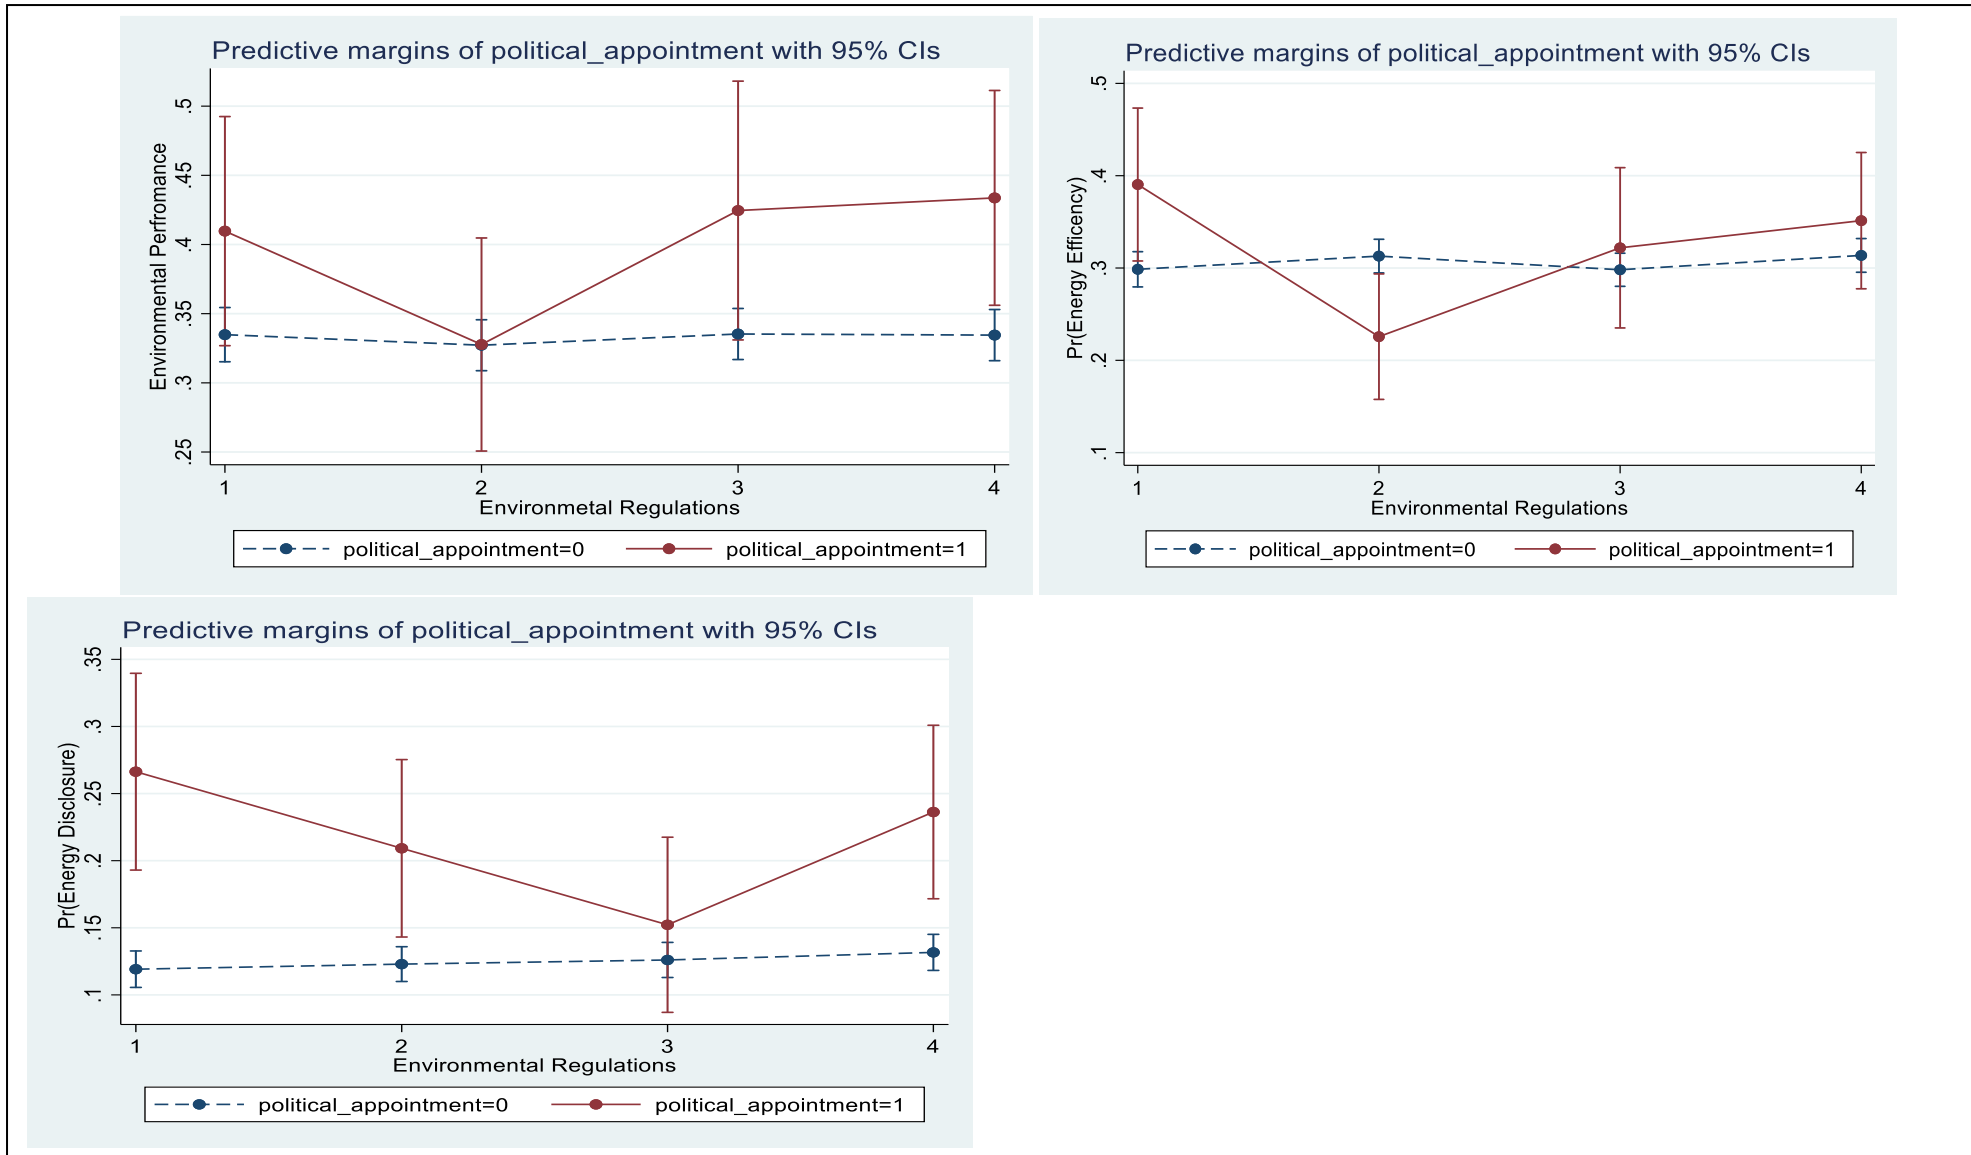 Predictive margins of political_appointment with 95% CIs
Environmental Perfromance
.5
.45
.4
.35
.3
.25
1 2 3 4
Environmetal Regulations
political_appointment=0 political_appointment=1
Predictive margins of political_appointment with 95% CIs
Pr(Energy Efficency)
.5
.4
.3
.2
.1
1 2 3 4
Environmental Regulations
political_appointment=0 political_appointment=1
Predictive margins of political_appointment with 95% CIs
Pr(Energy Disclosure)
.35
.3
.25
.2
.15
.1
1 2 3 4
Environmental Regulations
political_appointment=0 political_appointment=1